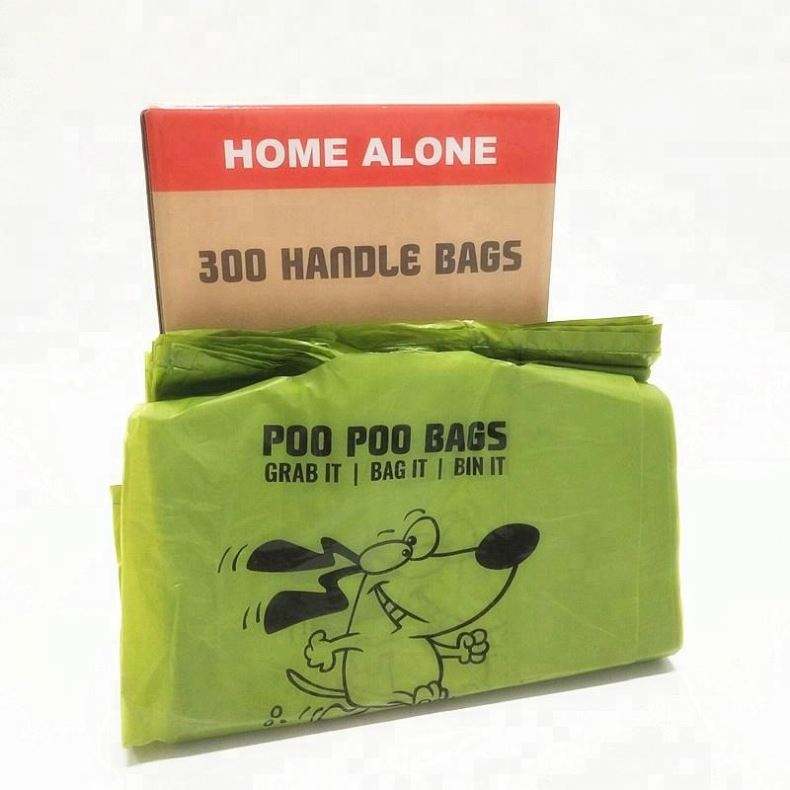 HOME ALONE
300 HANDLE BAGS
POO POO BAGS
GRAB IT | BAG IT | BIN IT